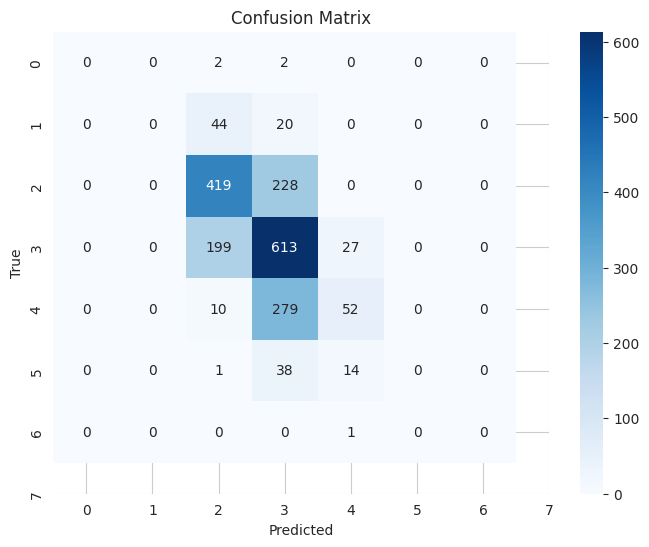 Confusion Matrix
0 0 0 2 2 0 0 0
1 0 0 44 20 0 0 0
2 0 0 419 228 0 0 0
3 0 0 199 613 27 0 0
4 0 0 10 279 52 0 0
5 0 0 1 38 14 0 0
6 0 0 0 0 1 0 0
7
0 1 2 3 4 5 6 7
True
Predicted
600
500
400
300
200
100
0